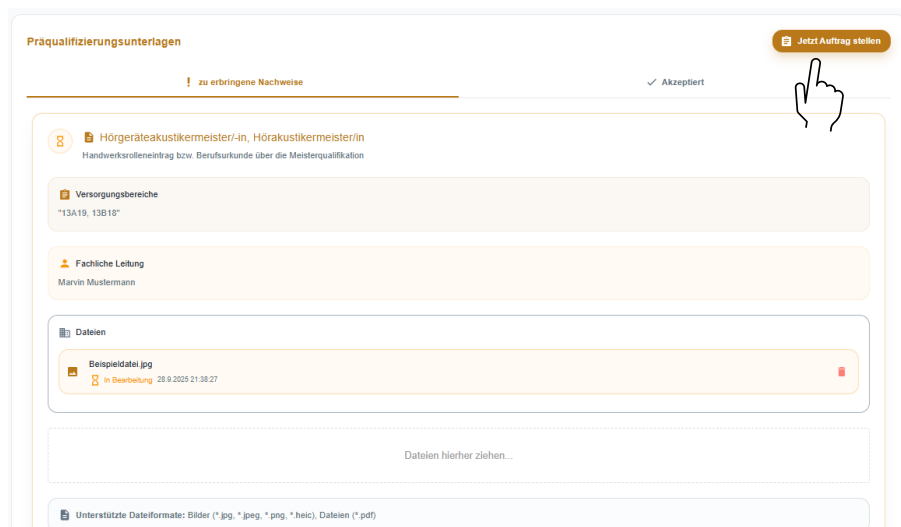 Präqualifizierungsunterlagen
Jetzt Auftrag stellen
! zu erbringene Nachweise
Akzeptiert
Hörgeräteakustikermeister/-in, Hörakustikermeister/in
Handwerksrolleneintrag bzw. Berufsurkunde über die Meisterqualifikation
Versorgungsbereiche
"13A19, 13B18"
Fachliche Leitung
Marvin Mustermann
Dateien
Beispieldatei.jpg
In Bearbeitung 28.9.2025 21:38:27
Dateien hierher ziehen...
Unterstützte Dateiformate: Bilder (*.jpg, *.jpeg, *.png, *.heic), Dateien (*.pdf)